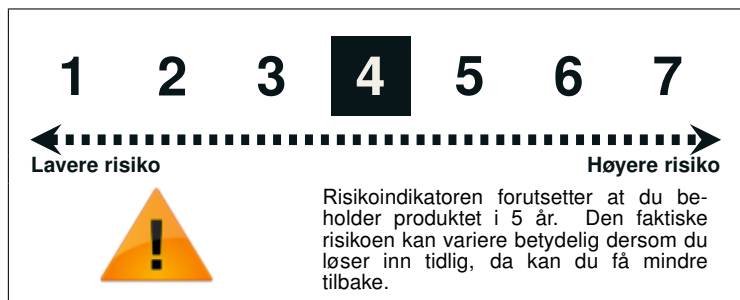 1 2 3 4 5 6 7
Lavere risiko Høyere risiko
Risikoindikatoren forutsetter at du be-
holder produktet i 5 år. Den faktiske
risikoen kan variere betydelig dersom du
løser inn tidlig, da kan du få mindre
tilbake.